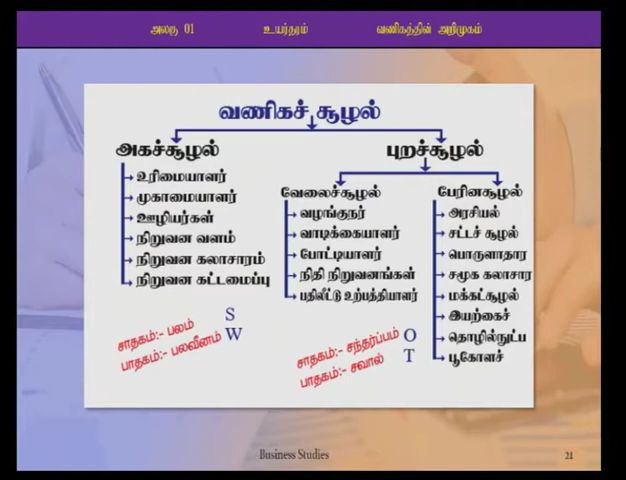 அலகு 01 உயர்தரம் வணிகத்தின் அறிமுகம்
வணிகச் சூழல்
அகச்சூழல்
உரிமையாளர்
முகாமையாளர்
ஊழியர்கள்
நிறுவன வளம்
நிறுவன கலாசாரம்
நிறுவன கட்டமைப்பு
சாதகம்:- பலம் S
பாதகம்:- பலவீனம் W
புறச்சூழல்
வேலைச்சூழல்
வழங்குநர்
வாடிக்கையாளர்
போட்டியாளர்
நிதி நிறுவனங்கள்
பதிலீட்டு உற்பத்தியாளர்
சாதகம்:- சந்தர்ப்பம் O
பாதகம்:- சவால் T
பேரினசூழல்
அரசியல்
சட்டச் சூழல்
பொருளாதார
சமூக கலாசார
மக்கட்சூழல்
இயற்கைச்
தொழில்நுட்ப
பூகோளச்
Business Studies 21